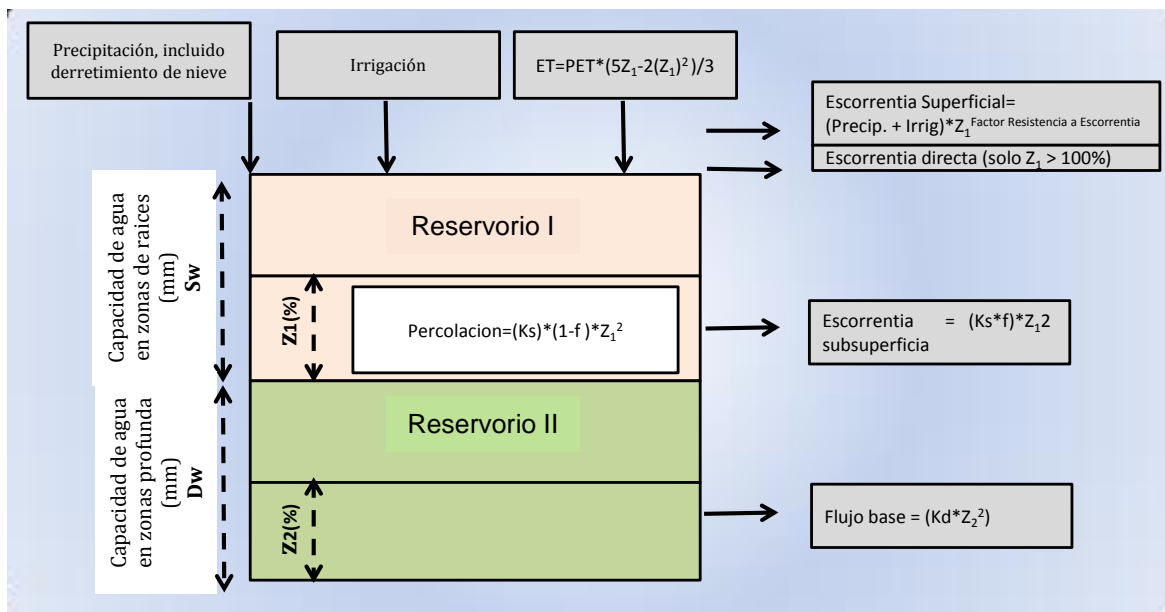 Precipitación, incluido
derretimiento de nieve
Irrigación
ET=PET*(5Z₁-2(Z₁)²)/3
Escorrentia Superficial=
(Precip. + Irrig)*Z₁^Factor Resistencia a Escorrentia
Escorrentia directa (solo Z₁ > 100%)
Capacidad de agua
en zonas de raices
(mm)
Sw
Reservorio I
Z1(%)
Percolacion=(Ks)*(1-f )*Z₁²
Escorrentia = (Ks*f)*Z₁2
subsuperficia
Capacidad de agua
en zonas profunda
(mm)
Dw
Reservorio II
Z2(%)
Flujo base = (Kd*Z₂²)